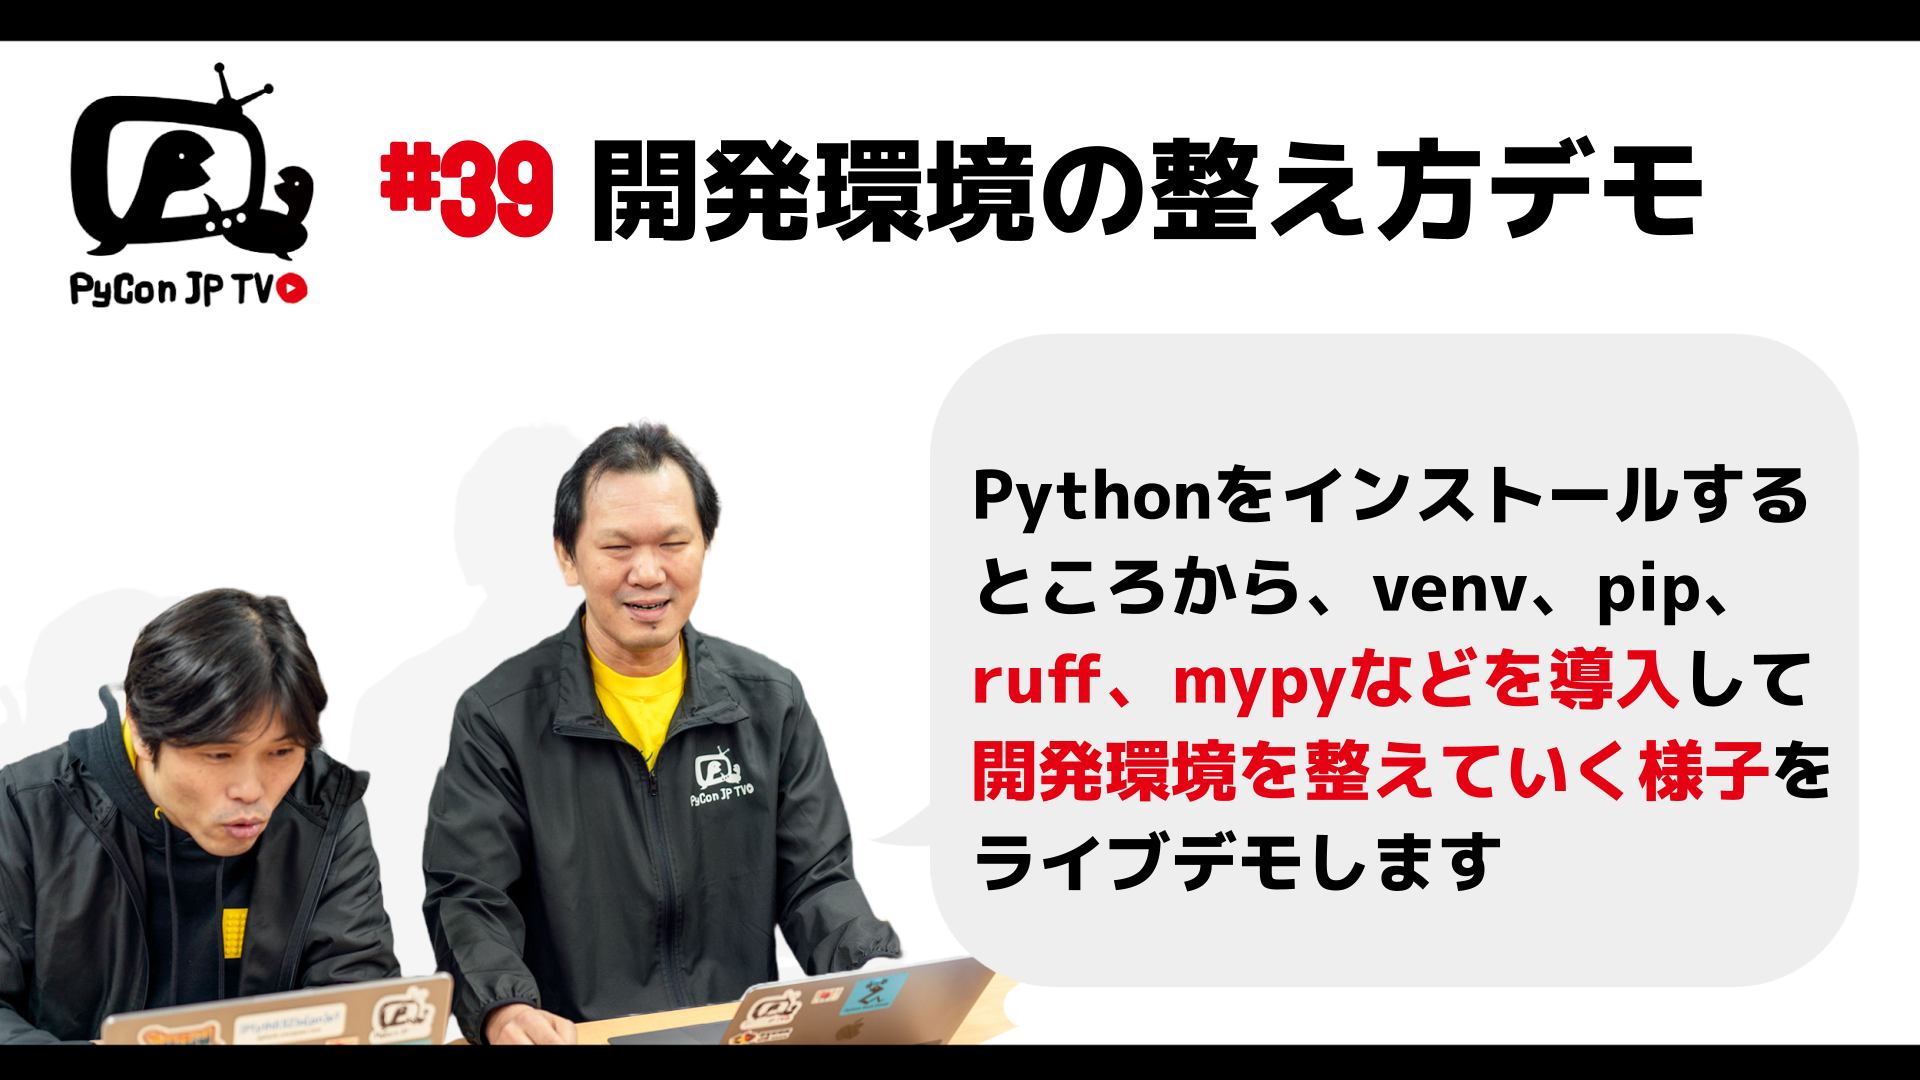 #39 開発環境の整え方デモ
PyCon JP TV
Pythonをインストールする
ところから、venv、pip、
ruff、mypyなどを導入して
開発環境を整えていく様子を
ライブデモします
PyCon JP TV